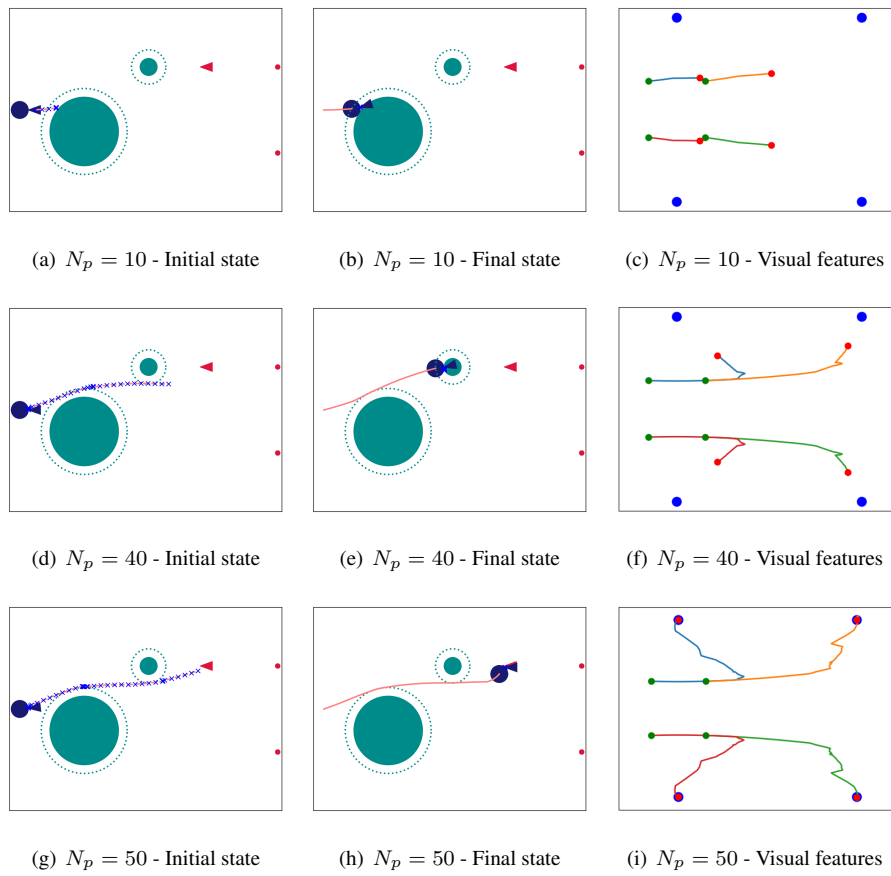 (a) N_p = 10 - Initial state
(b) N_p = 10 - Final state
(c) N_p = 10 - Visual features
(d) N_p = 40 - Initial state
(e) N_p = 40 - Final state
(f) N_p = 40 - Visual features
(g) N_p = 50 - Initial state
(h) N_p = 50 - Final state
(i) N_p = 50 - Visual features